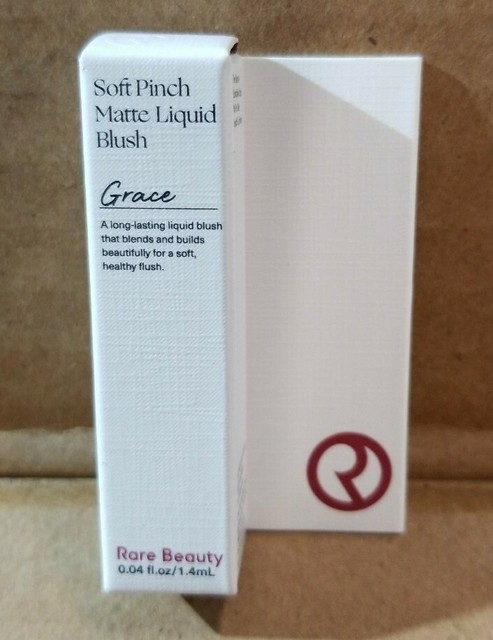 Soft Pinch
Matte Liquid
Blush
Grace
A long-lasting liquid blush
that blends and builds
beautifully for a soft,
healthy flush.
Rare Beauty
0.04 fl.oz/1.4mL
R